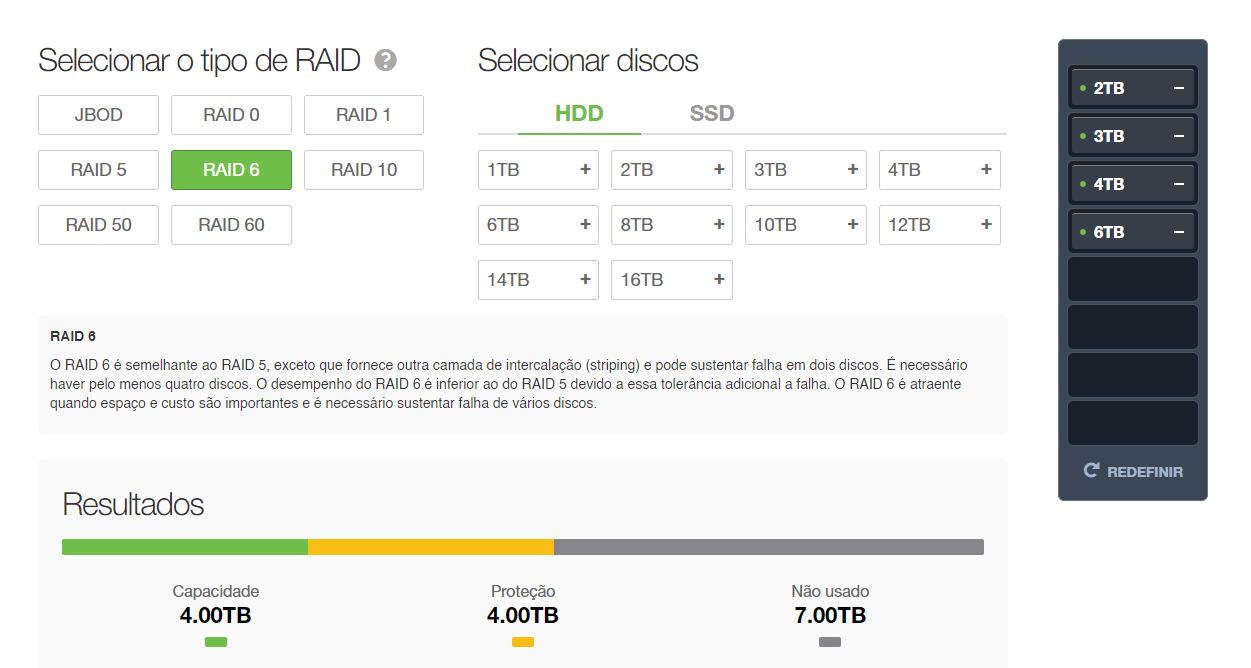 Selecionar o tipo de RAID ?
JBOD RAID 0 RAID 1
RAID 5 RAID 6 RAID 10
RAID 50 RAID 60
Selecionar discos
HDD SSD
1TB + 2TB + 3TB + 4TB +
6TB + 8TB + 10TB + 12TB +
14TB + 16TB +
RAID 6
O RAID 6 é semelhante ao RAID 5, exceto que fornece outra camada de intercalação (striping) e pode sustentar falha em dois discos. É necessário
haver pelo menos quatro discos. O desempenho do RAID 6 é inferior ao do RAID 5 devido a essa tolerância adicional a falha. O RAID 6 é atraente
quando espaço e custo são importantes e é necessário sustentar falha de vários discos.
Resultados
Capacidade Proteção Não usado
4.00TB 4.00TB 7.00TB
2TB −
3TB −
4TB −
6TB −
REDEFINIR